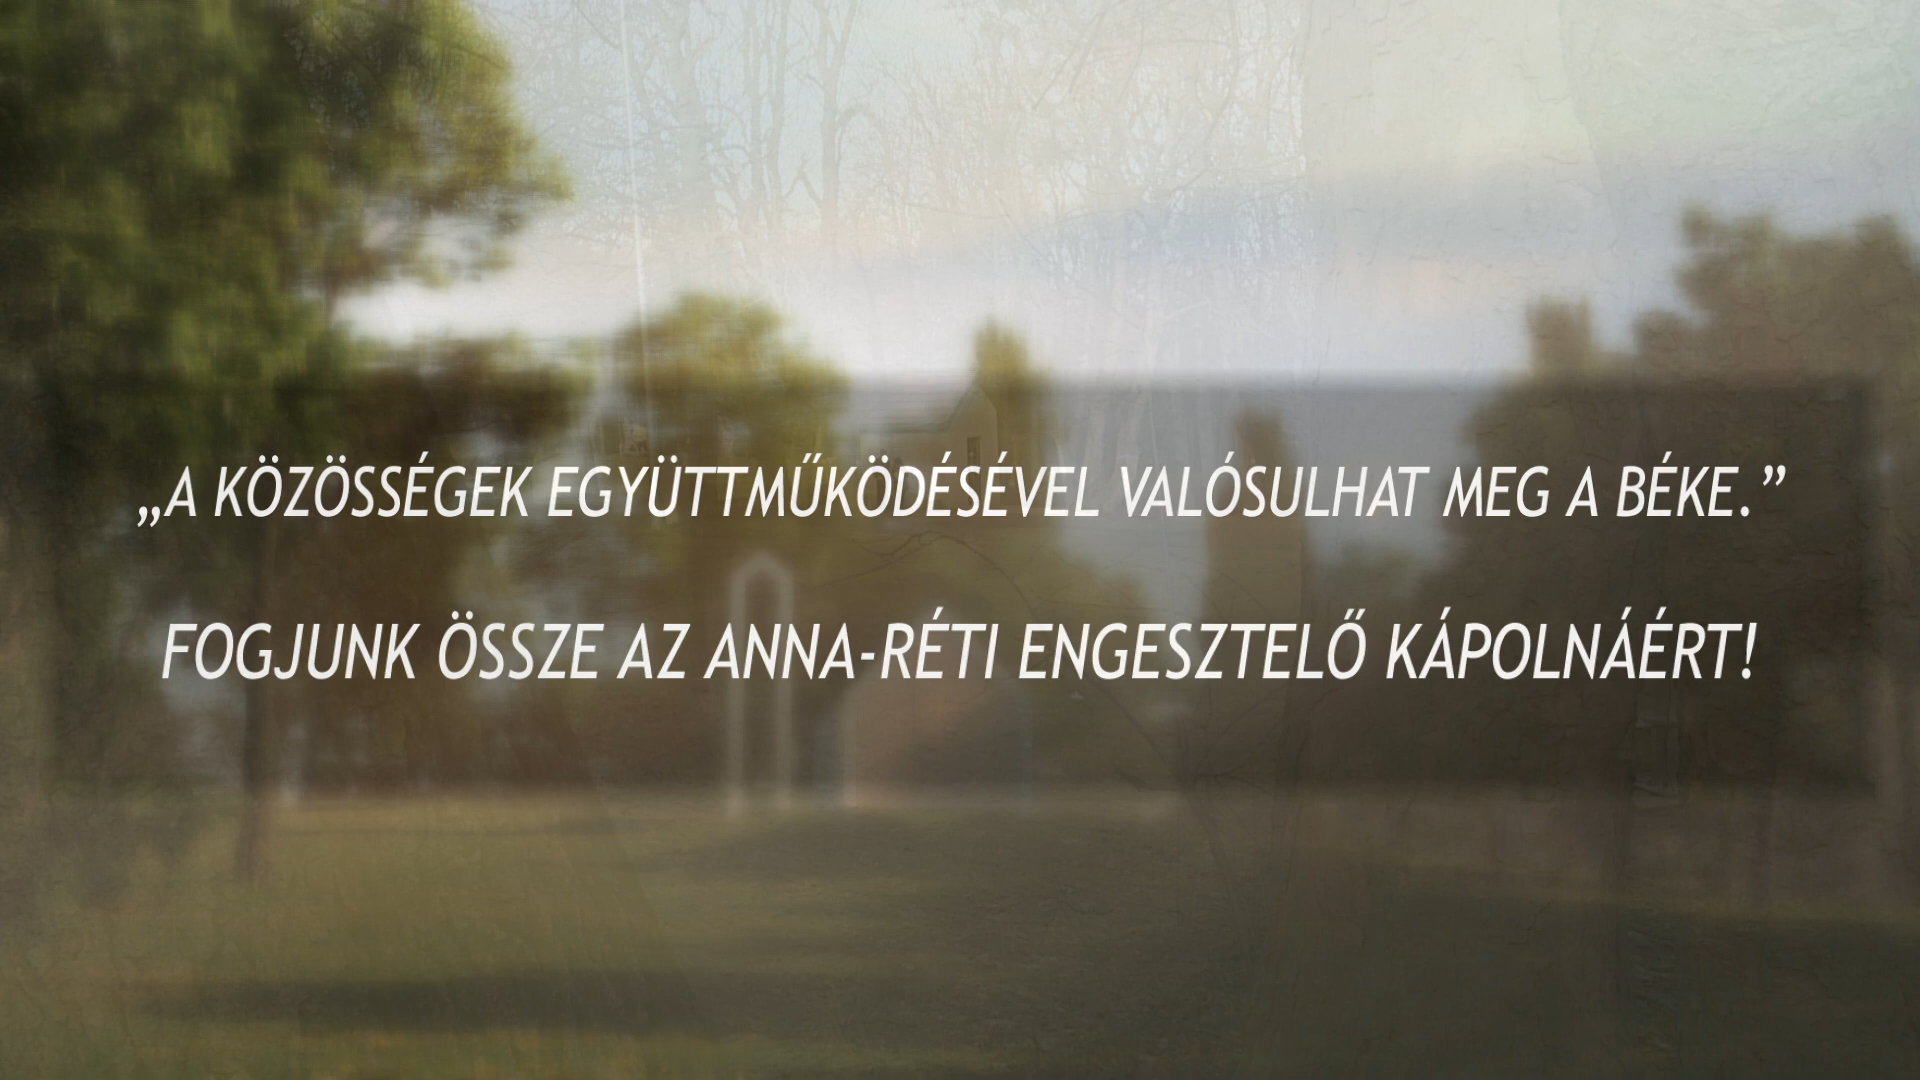 „A KÖZÖSSÉGEK EGYÜTTMŰKÖDÉSÉVEL VALÓSULHAT MEG A BÉKE.”
FOGJUNK ÖSSZE AZ ANNA-RÉTI ENGESZTELŐ KÁPOLNÁÉRT!